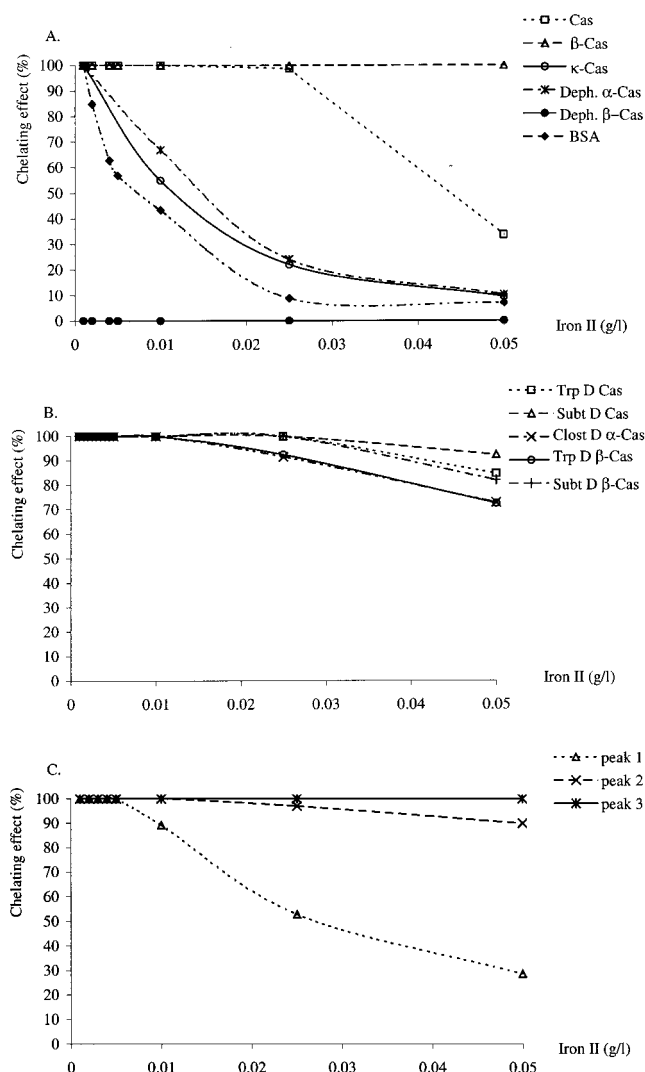 A.
Cas
β-Cas
κ-Cas
Deph. α-Cas
Deph. β-Cas
BSA
Chelating effect (%)
100
90
80
70
60
50
40
30
20
10
0
0 0.01 0.02 0.03 0.04 0.05
Iron II (g/l)
B.
Trp D Cas
Subt D Cas
Clost D α-Cas
Trp D β-Cas
Subt D β-Cas
Chelating effect (%)
100
90
80
70
60
50
40
30
20
10
0
0 0.01 0.02 0.03 0.04 0.05
Iron II (g/l)
C.
peak 1
peak 2
peak 3
Chelating effect (%)
100
90
80
70
60
50
40
30
20
10
0
0 0.01 0.02 0.03 0.04 0.05
Iron II (g/l)